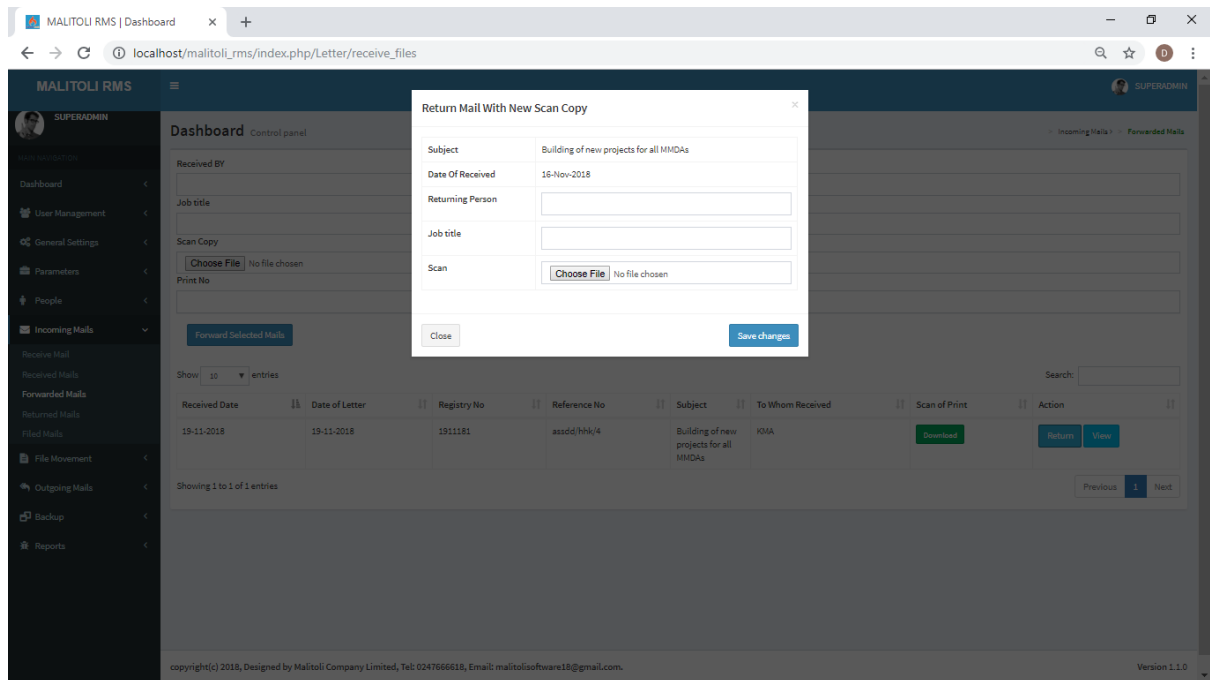 MALITOLI RMS | Dashboard
localhost/malitoli_rms/index.php/Letter/receive_files
D
MALITOLI RMS
SUPERADMIN
SUPERADMIN
MAIN NAVIGATION
Dashboard
User Management
General Settings
Parameters
People
Incoming Mails
Receive Mail
Received Mails
Forwarded Mails
Returned Mails
Filed Mails
File Movement
Outgoing Mails
Backup
Reports
Dashboard Control panel
Incoming Mails > Forwarded Mails
Received BY
Job title
Scan Copy
Choose File No file chosen
Print No
Forward Selected Mails
Return Mail With New Scan Copy ×
Subject Building of new projects for all MMDAs
Date Of Received 16-Nov-2018
Returning Person
Job title
Scan Choose File No file chosen
Close Save changes
Show 10 entries Search:
Received Date Date of Letter Registry No Reference No Subject To Whom Received Scan of Print Action
19-11-2018 19-11-2018 1911181 assdd/hhk/4 Building of new KMA Download Return View
projects for all
MMDAs
Showing 1 to 1 of 1 entries Previous 1 Next
copyright(c) 2018, Designed by Malitoli Company Limited, Tel: 0247666618, Email: malitolisoftware18@gmail.com. Version 1.1.0